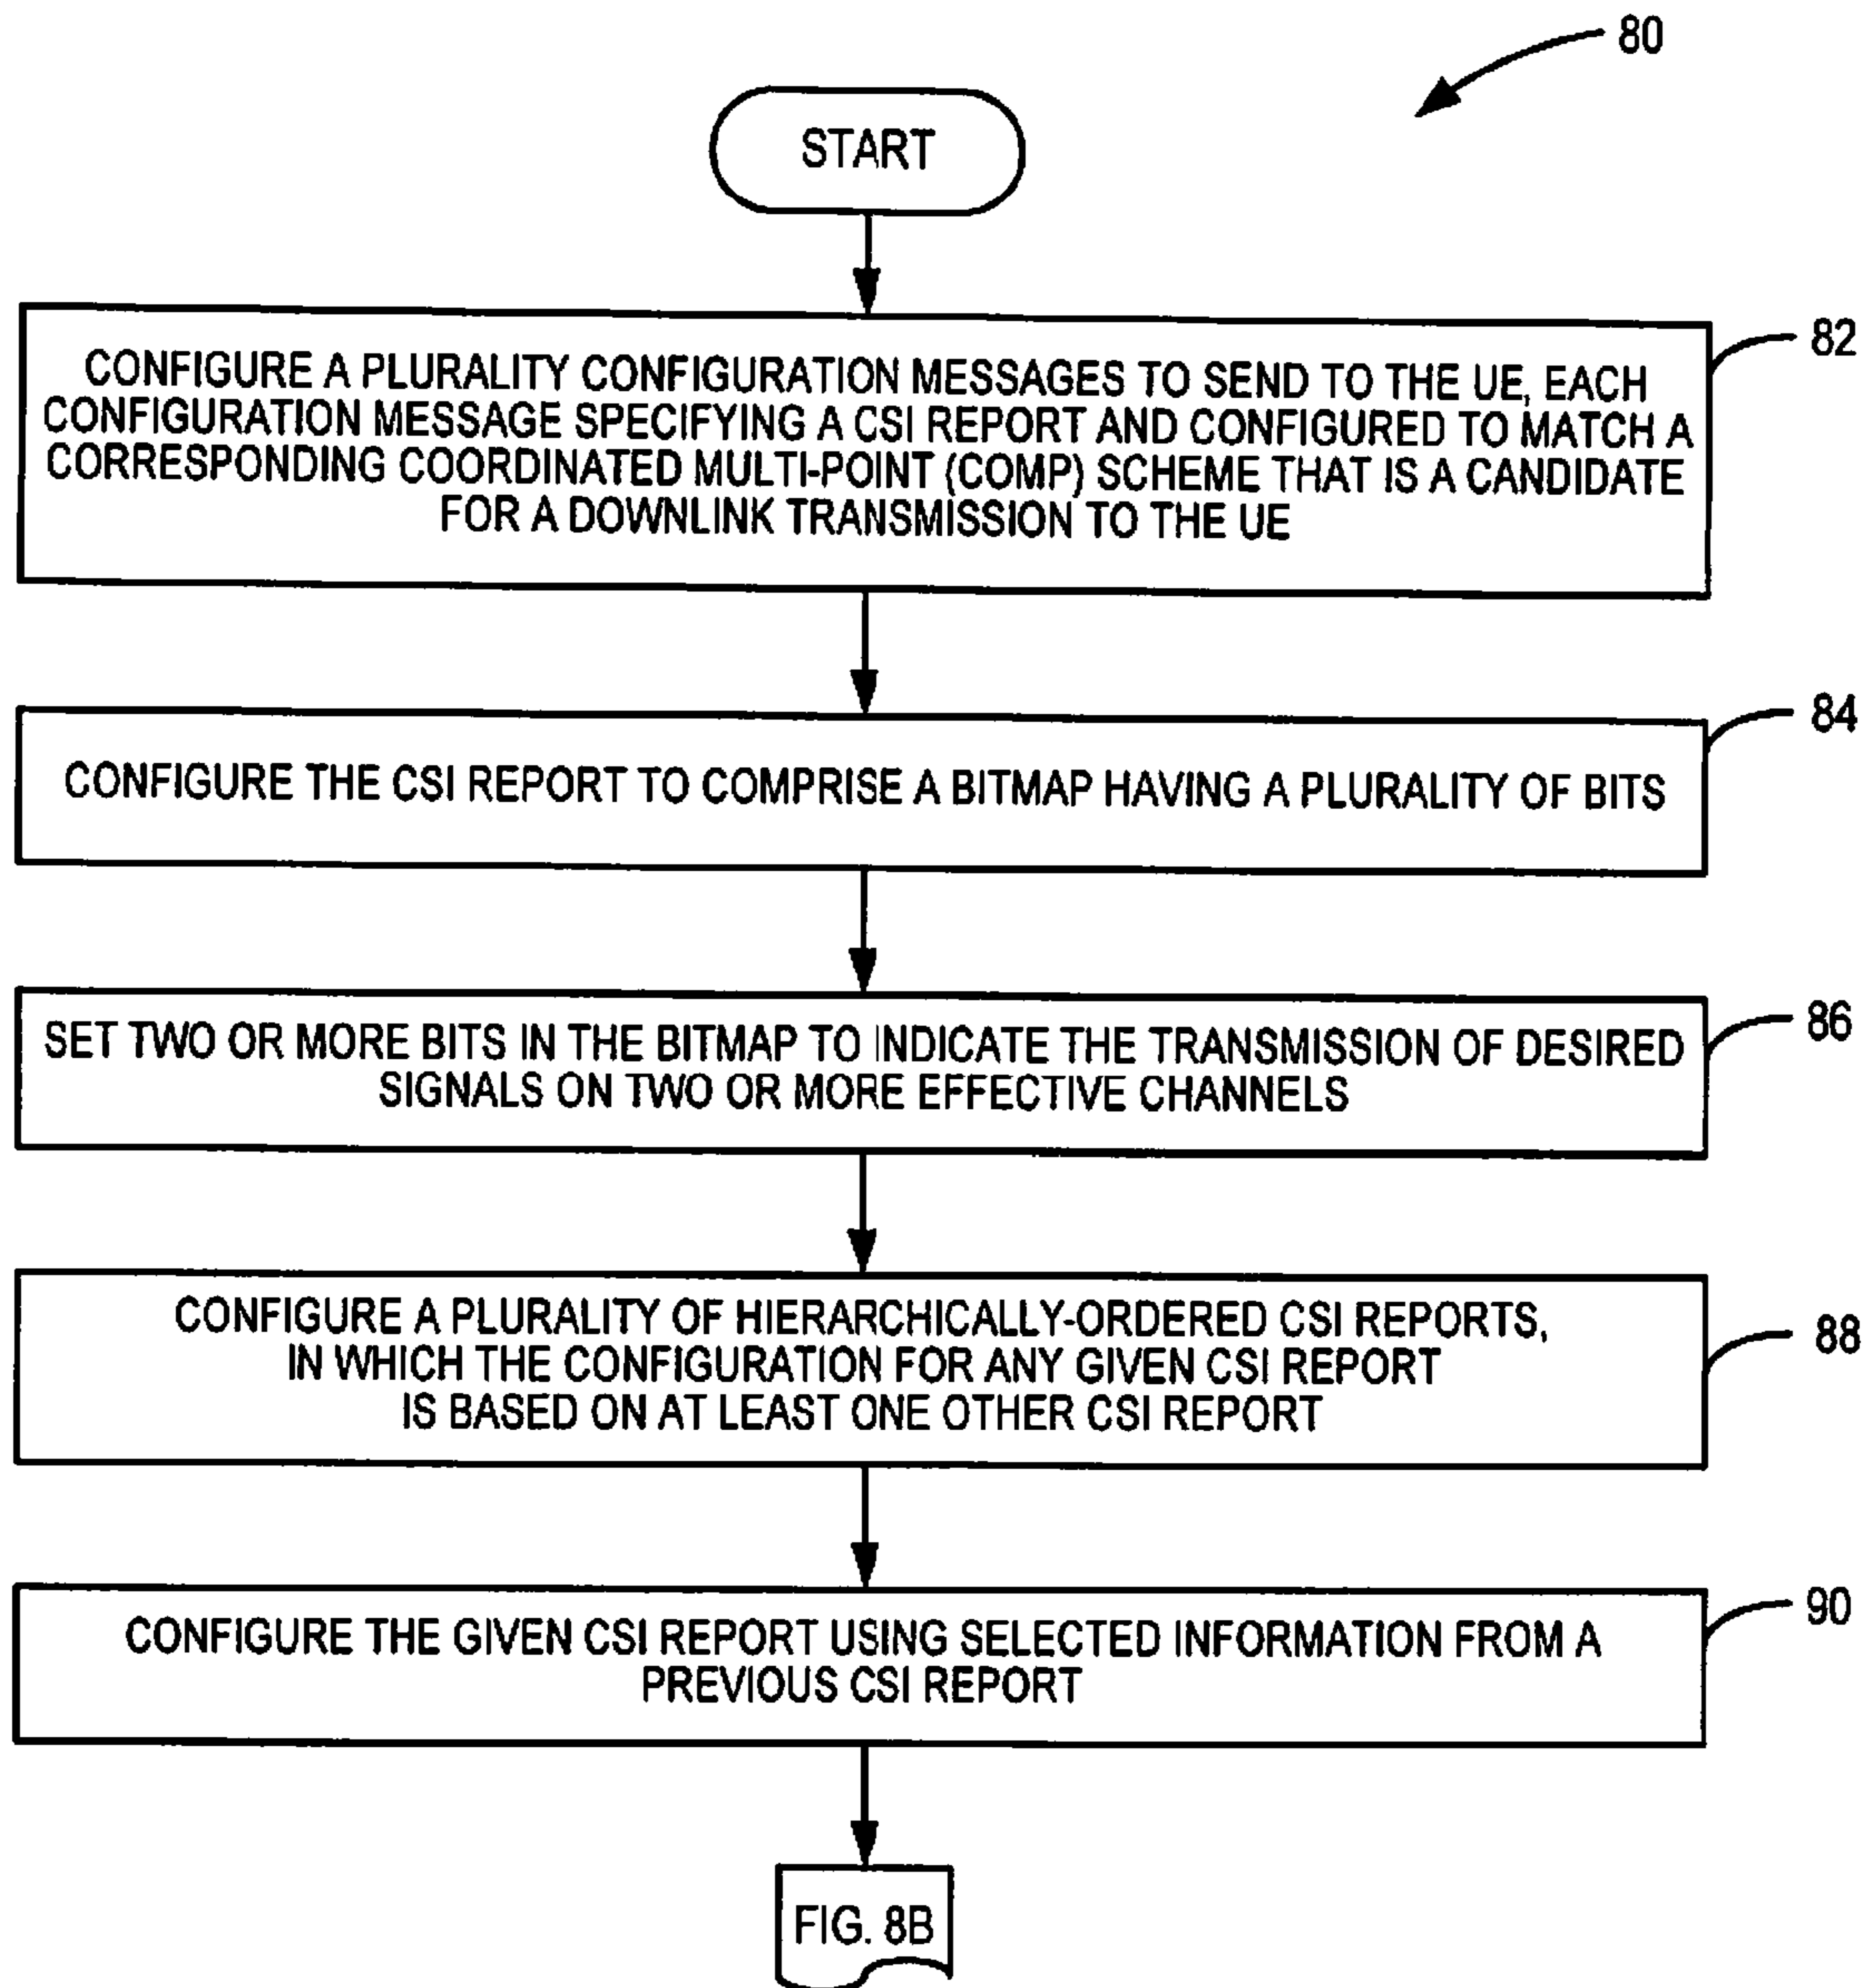 80
START
82
CONFIGURE A PLURALITY CONFIGURATION MESSAGES TO SEND TO THE UE, EACH
CONFIGURATION MESSAGE SPECIFYING A CSI REPORT AND CONFIGURED TO MATCH A
CORRESPONDING COORDINATED MULTI-POINT (COMP) SCHEME THAT IS A CANDIDATE
FOR A DOWNLINK TRANSMISSION TO THE UE
84
CONFIGURE THE CSI REPORT TO COMPRISE A BITMAP HAVING A PLURALITY OF BITS
86
SET TWO OR MORE BITS IN THE BITMAP TO INDICATE THE TRANSMISSION OF DESIRED
SIGNALS ON TWO OR MORE EFFECTIVE CHANNELS
88
CONFIGURE A PLURALITY OF HIERARCHICALLY-ORDERED CSI REPORTS,
IN WHICH THE CONFIGURATION FOR ANY GIVEN CSI REPORT
IS BASED ON AT LEAST ONE OTHER CSI REPORT
90
CONFIGURE THE GIVEN CSI REPORT USING SELECTED INFORMATION FROM A
PREVIOUS CSI REPORT
FIG. 8B